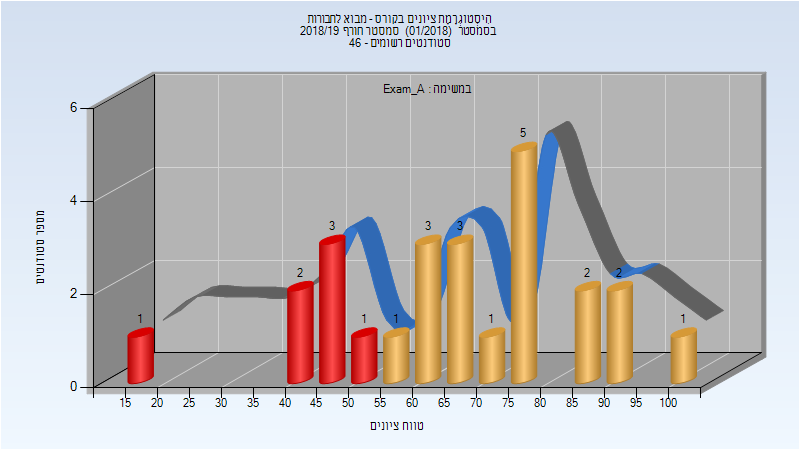 היסטוגרמת ציונים בקורס - מבוא לחבורות
בסמסטר (01/2018) סמסטר חורף 2018/19
סטודנטים רשומים - 46
במשימה : Exam_A
6
4
2
0
מספר סטודנטים
1 2 3 1 1 3 3 1 5 2 2 1
15 20 30 35 40 45 50 55 60 65 70 75 80 85 90 95 100
טווח ציונים